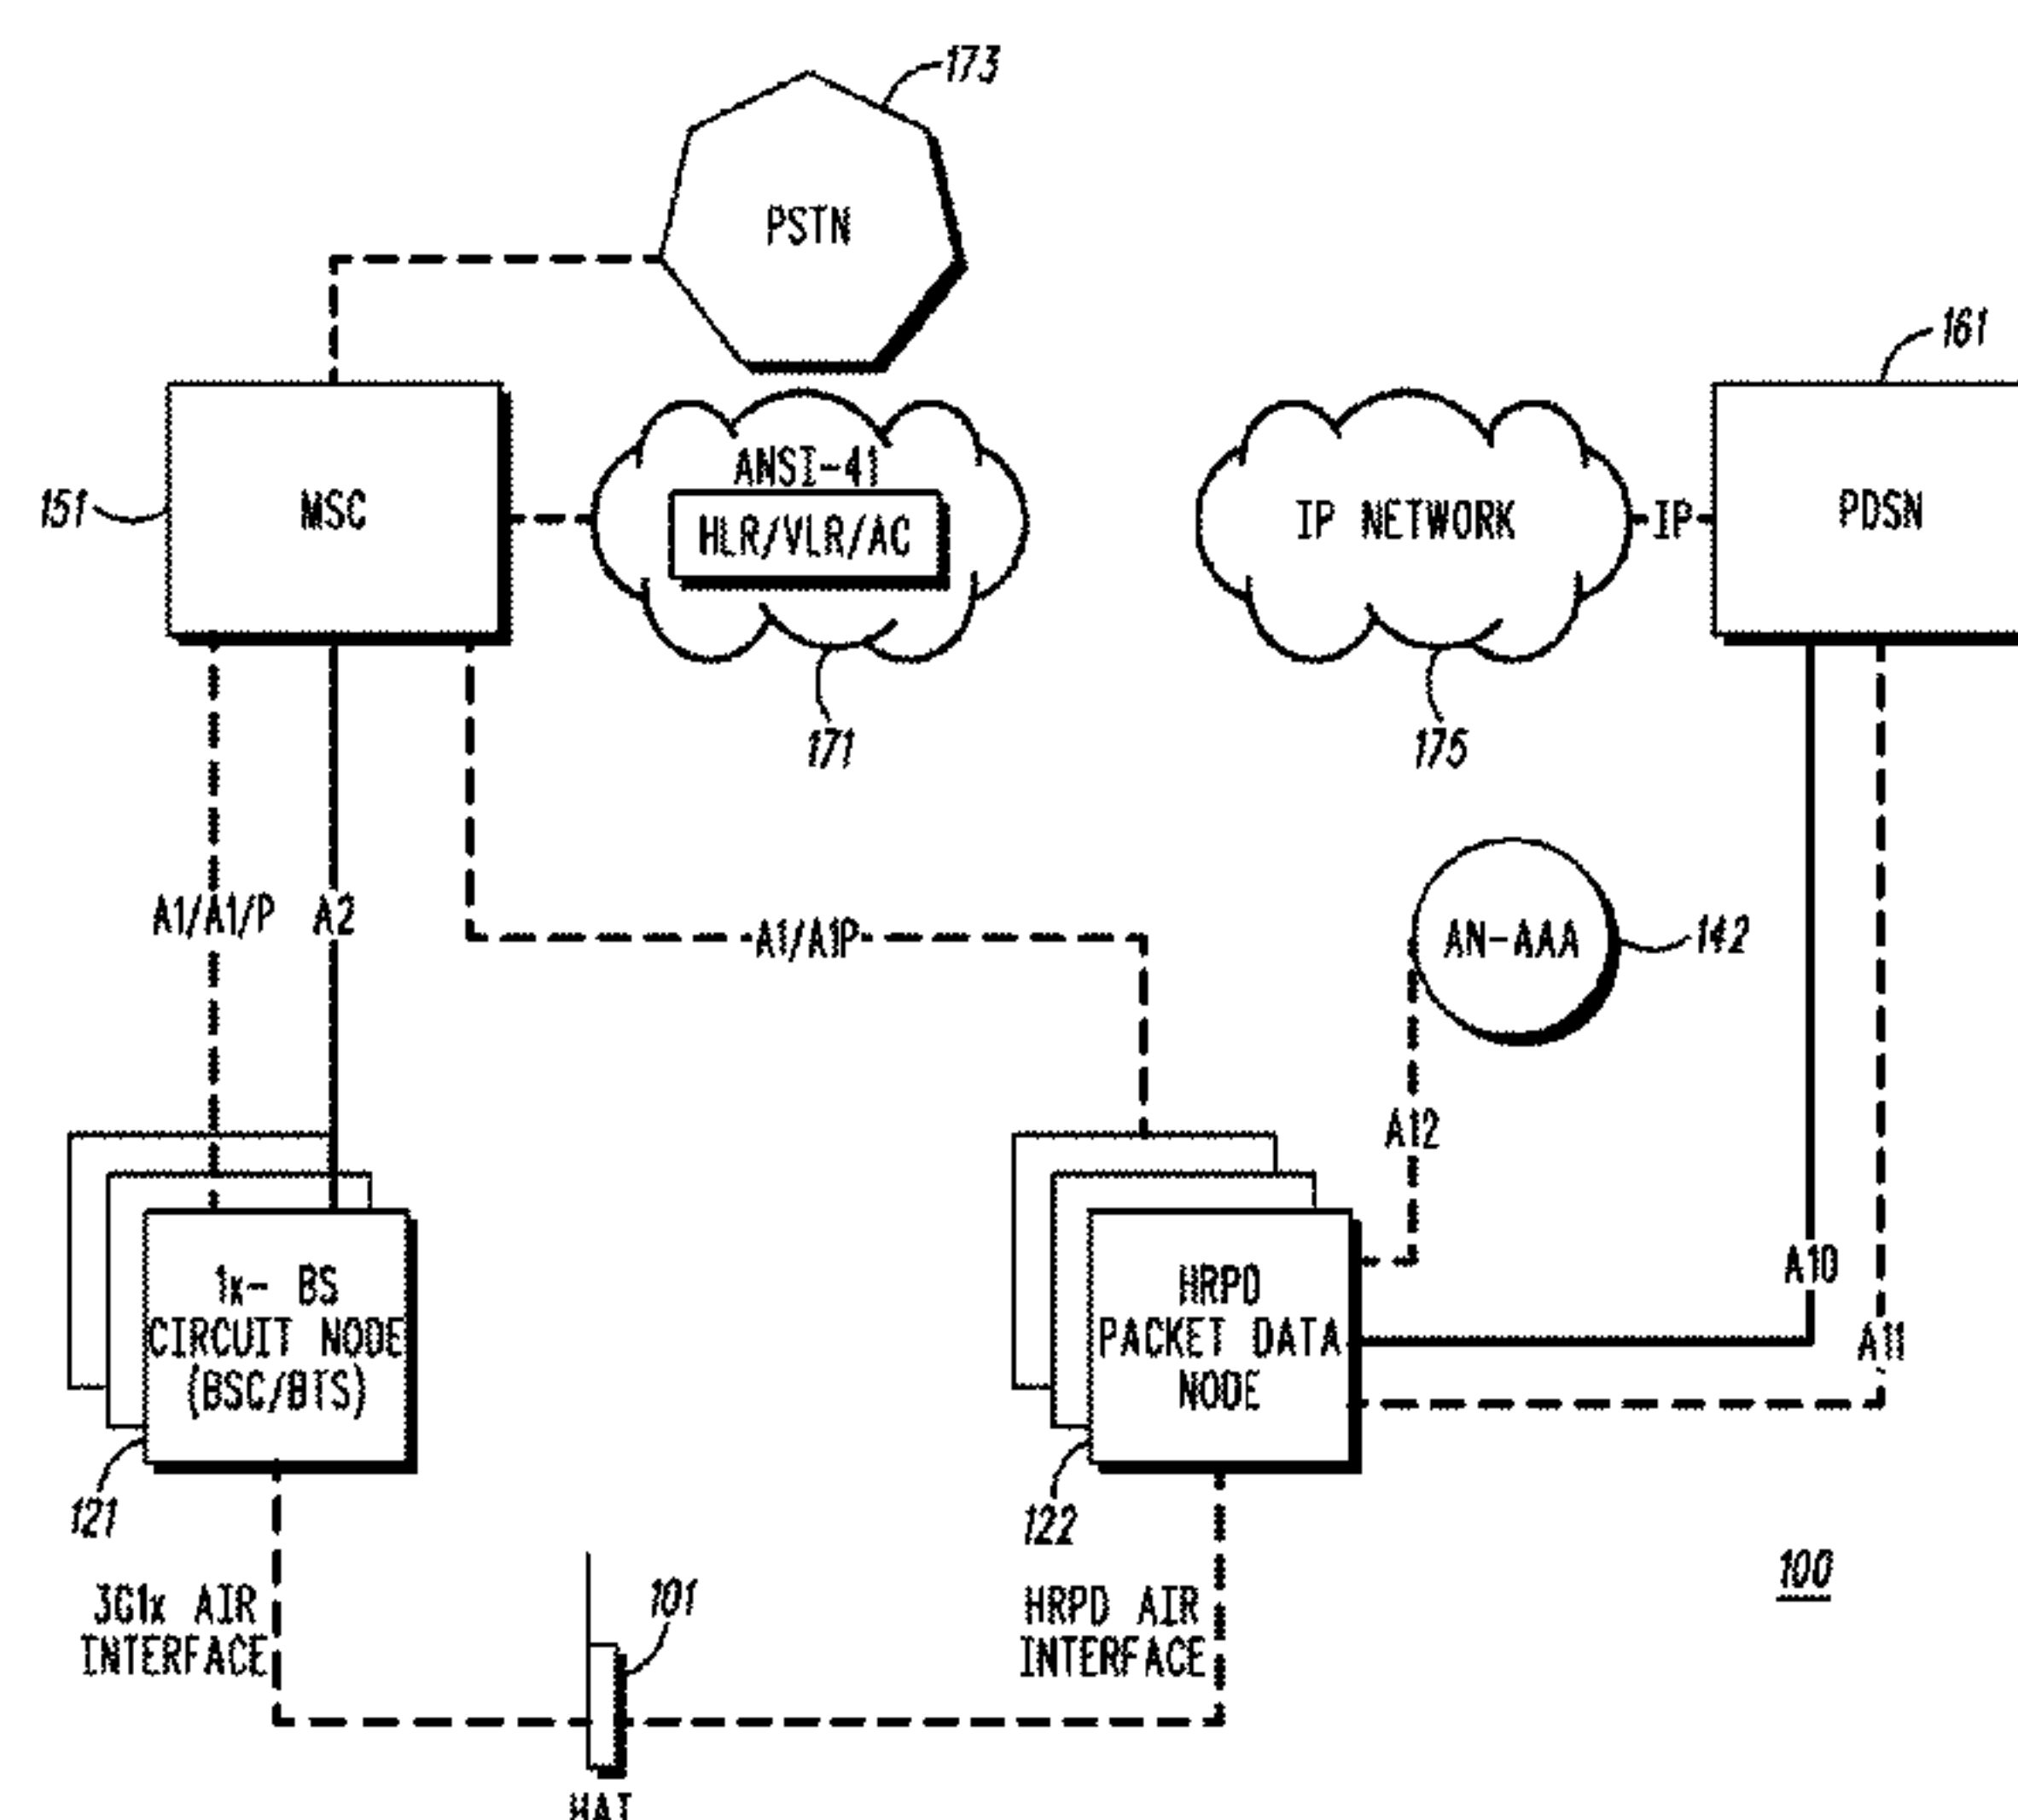 173
PSTN
161
ANSI-41
151
MSC
HLR/VLR/AC
IP NETWORK
IP
PDSN
171
175
A1/A1/P
A2
A1/A1P
AN-AAA
142
A12
A10
A11
1x- BS
CIRCUIT NODE
(BSC/BTS)
HRPD
PACKET DATA
NODE
121
122
100
3G1x AIR
INTERFACE
101
HRPD AIR
INTERFACE